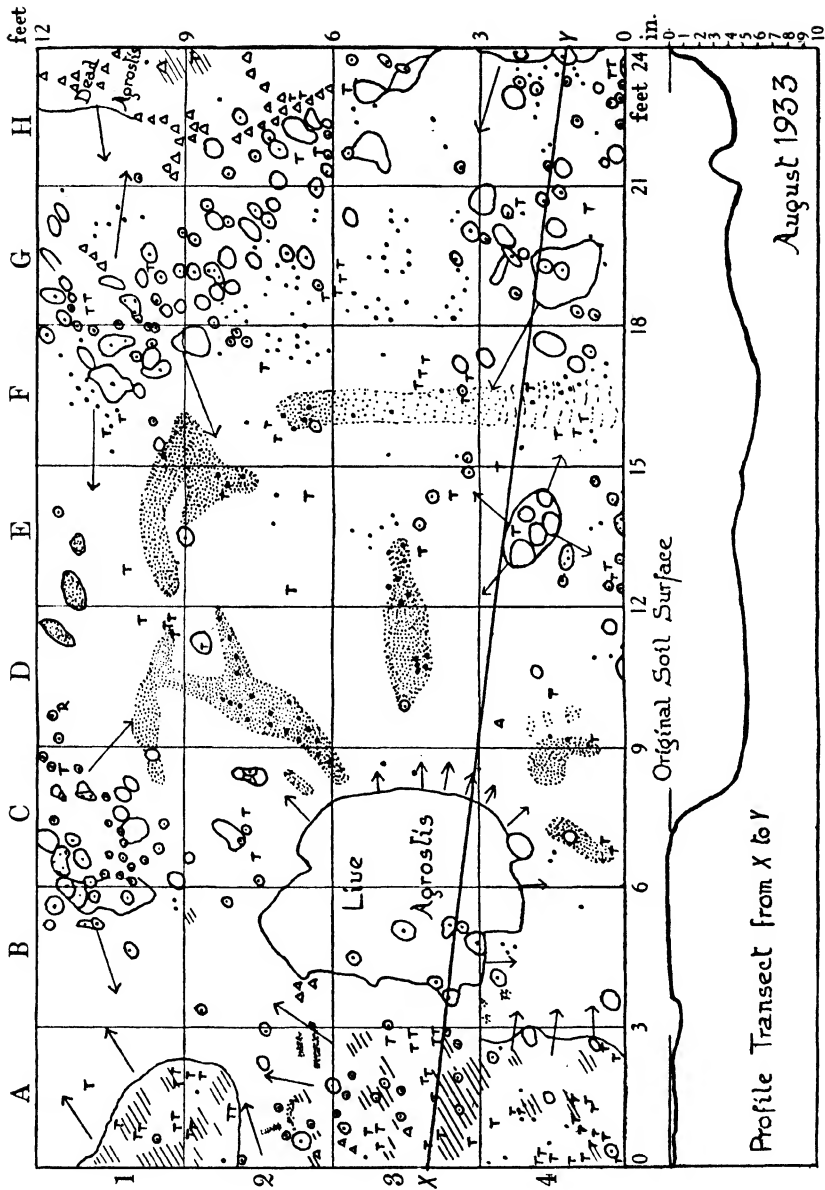 A B C D E F G H feet
12
1
Dead
Agrostis
9
2
6
Live
Agrostis
3
3
X
C
Y
4
0
0 3 6 9 12 15 18 21 feet 24 in.
Original Soil Surface
0
1
2
3
4
5
6
7
8
9
10
Profile Transect from X to Y
August 1933